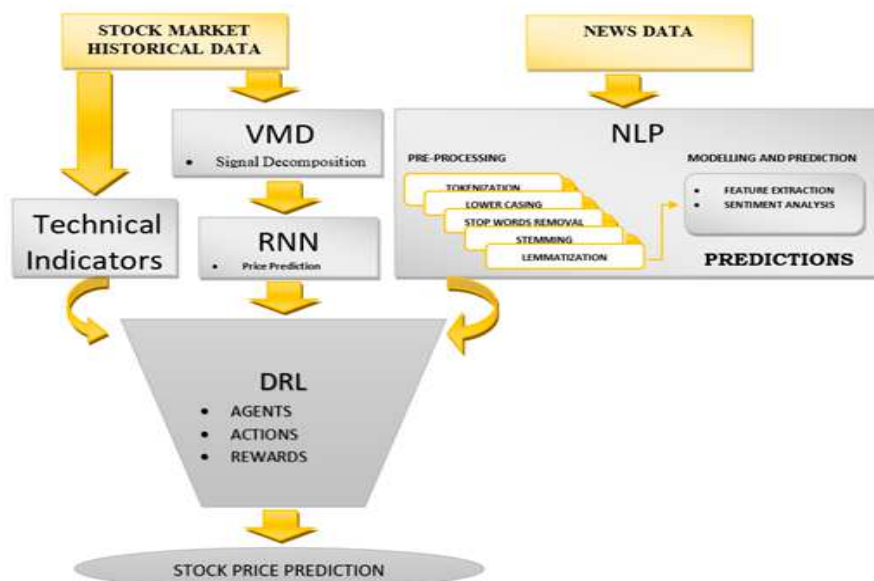 STOCK MARKET
HISTORICAL DATA
NEWS DATA
VMD
• Signal Decomposition
NLP
PRE-PROCESSING
TOKENIZATION
LOWER CASING
STOP WORDS REMOVAL
STEMMING
LEMMATIZATION
MODELLING AND PREDICTION
• FEATURE EXTRACTION
• SENTIMENT ANALYSIS
PREDICTIONS
Technical
Indicators
RNN
• Price Prediction
DRL
• AGENTS
• ACTIONS
• REWARDS
STOCK PRICE PREDICTION